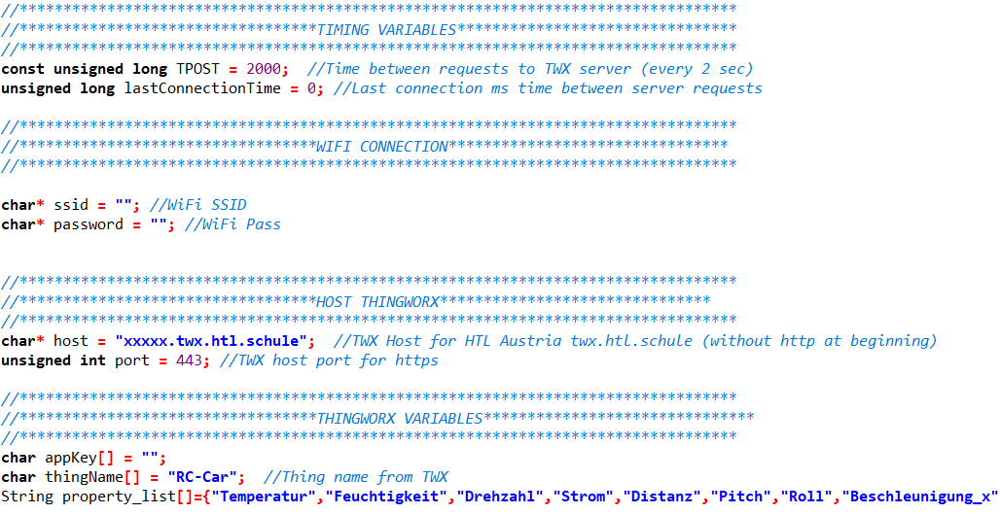 //**********************************************************************************
//**********************************TIMING VARIABLES********************************
//**********************************************************************************
const unsigned long TPOST = 2000;  //Time between requests to TWX server (every 2 sec)
unsigned long lastConnectionTime = 0; //Last connection ms time between server requests
//**********************************************************************************
//**********************************WIFI CONNECTION********************************
//**********************************************************************************
char* ssid = ""; //WiFi SSID
char* password = ""; //WiFi Pass
//**********************************************************************************
//**********************************HOST THINGWORX*******************************
//**********************************************************************************
char* host = "xxxxx.twx.htl.schule";  //TWX Host for HTL Austria twx.htl.schule (without http at beginning)
unsigned int port = 443; //TWX host port for https
//**********************************************************************************
//**********************************THINGWORX VARIABLES*******************************
//**********************************************************************************
char appKey[] = "";
char thingName[] = "RC-Car";  //Thing name from TWX
String property_list[]={"Temperatur","Feuchtigkeit","Drehzahl","Strom","Distanz","Pitch","Roll","Beschleunigung_x"